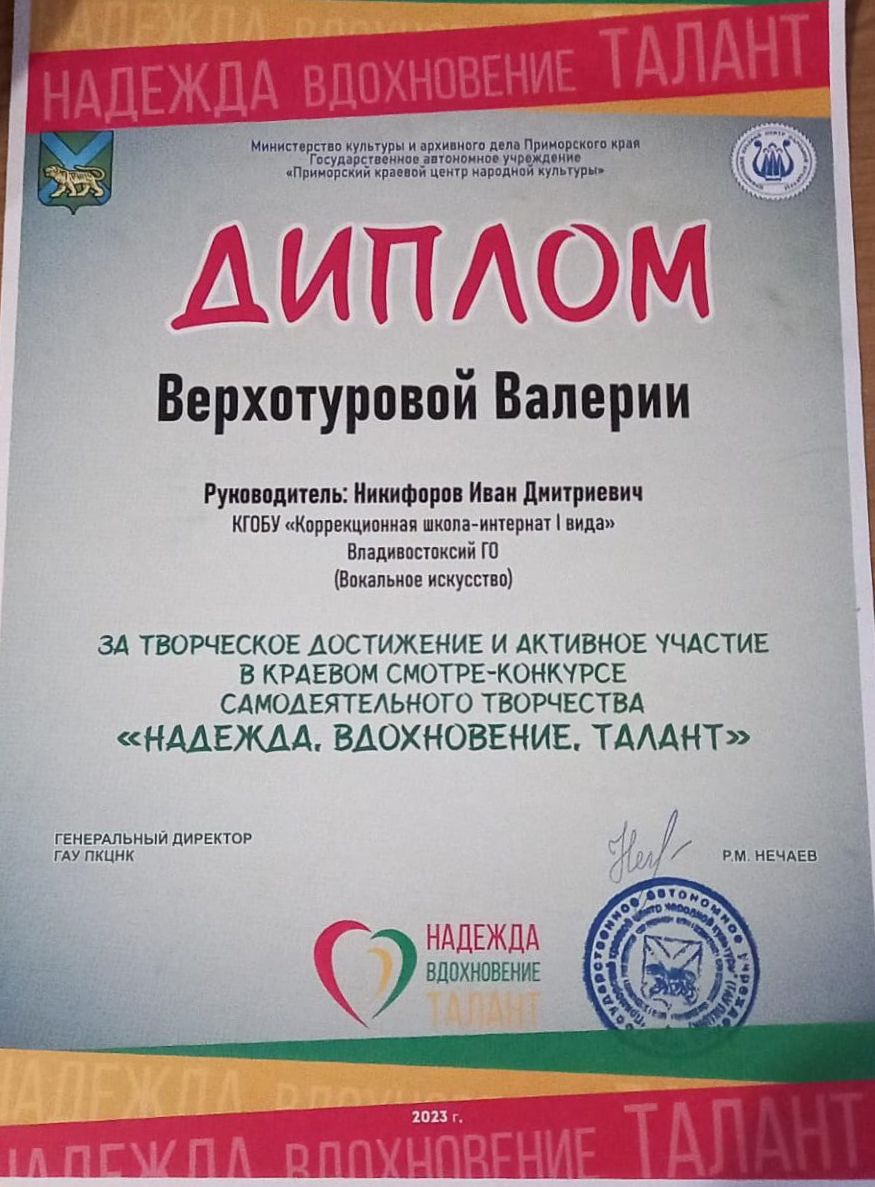 НАДЕЖДА ВДОХНОВЕНИЕ ТАЛАНТ
Министерство культуры и архивного дела Приморского края
Государственное автономное учреждение
«Приморский краевой центр народной культуры»
ДИПЛОМ
Верхотуровой Валерии
Руководитель: Никифоров Иван Дмитриевич
КГОБУ «Коррекционная школа-интернат I вида»
Владивостоксий ГО
(Вокальное искусство)
ЗА ТВОРЧЕСКОЕ ДОСТИЖЕНИЕ И АКТИВНОЕ УЧАСТИЕ
В КРАЕВОМ СМОТРЕ-КОНКУРСЕ
САМОДЕЯТЕЛЬНОГО ТВОРЧЕСТВА
«НАДЕЖДА, ВДОХНОВЕНИЕ, ТАЛАНТ»
ГЕНЕРАЛЬНЫЙ ДИРЕКТОР
ГАУ ПКЦНК
Р.М. НЕЧАЕВ
НАДЕЖДА
ВДОХНОВЕНИЕ
ТАЛАНТ
2023 г.
НАДЕЖДА ВДОХНОВЕНИЕ ТАЛАНТ